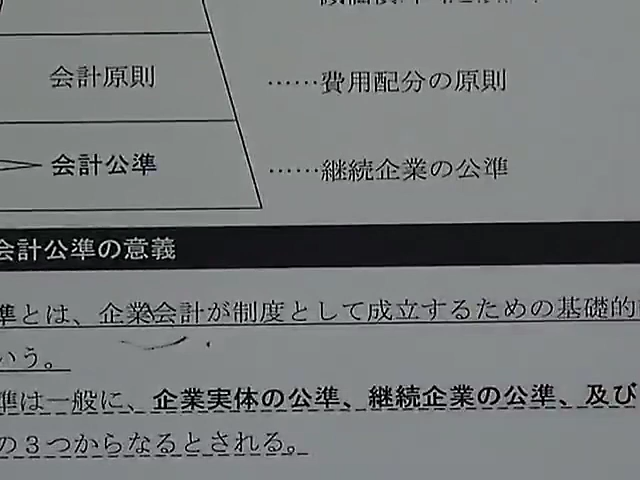 会計原則 ……費用配分の原則
会計公準 ……継続企業の公準
会計公準の意義
準とは、企業会計が制度として成立するための基礎的
いう。
準は一般に、企業実体の公準、継続企業の公準、及び
の3つからなるとされる。